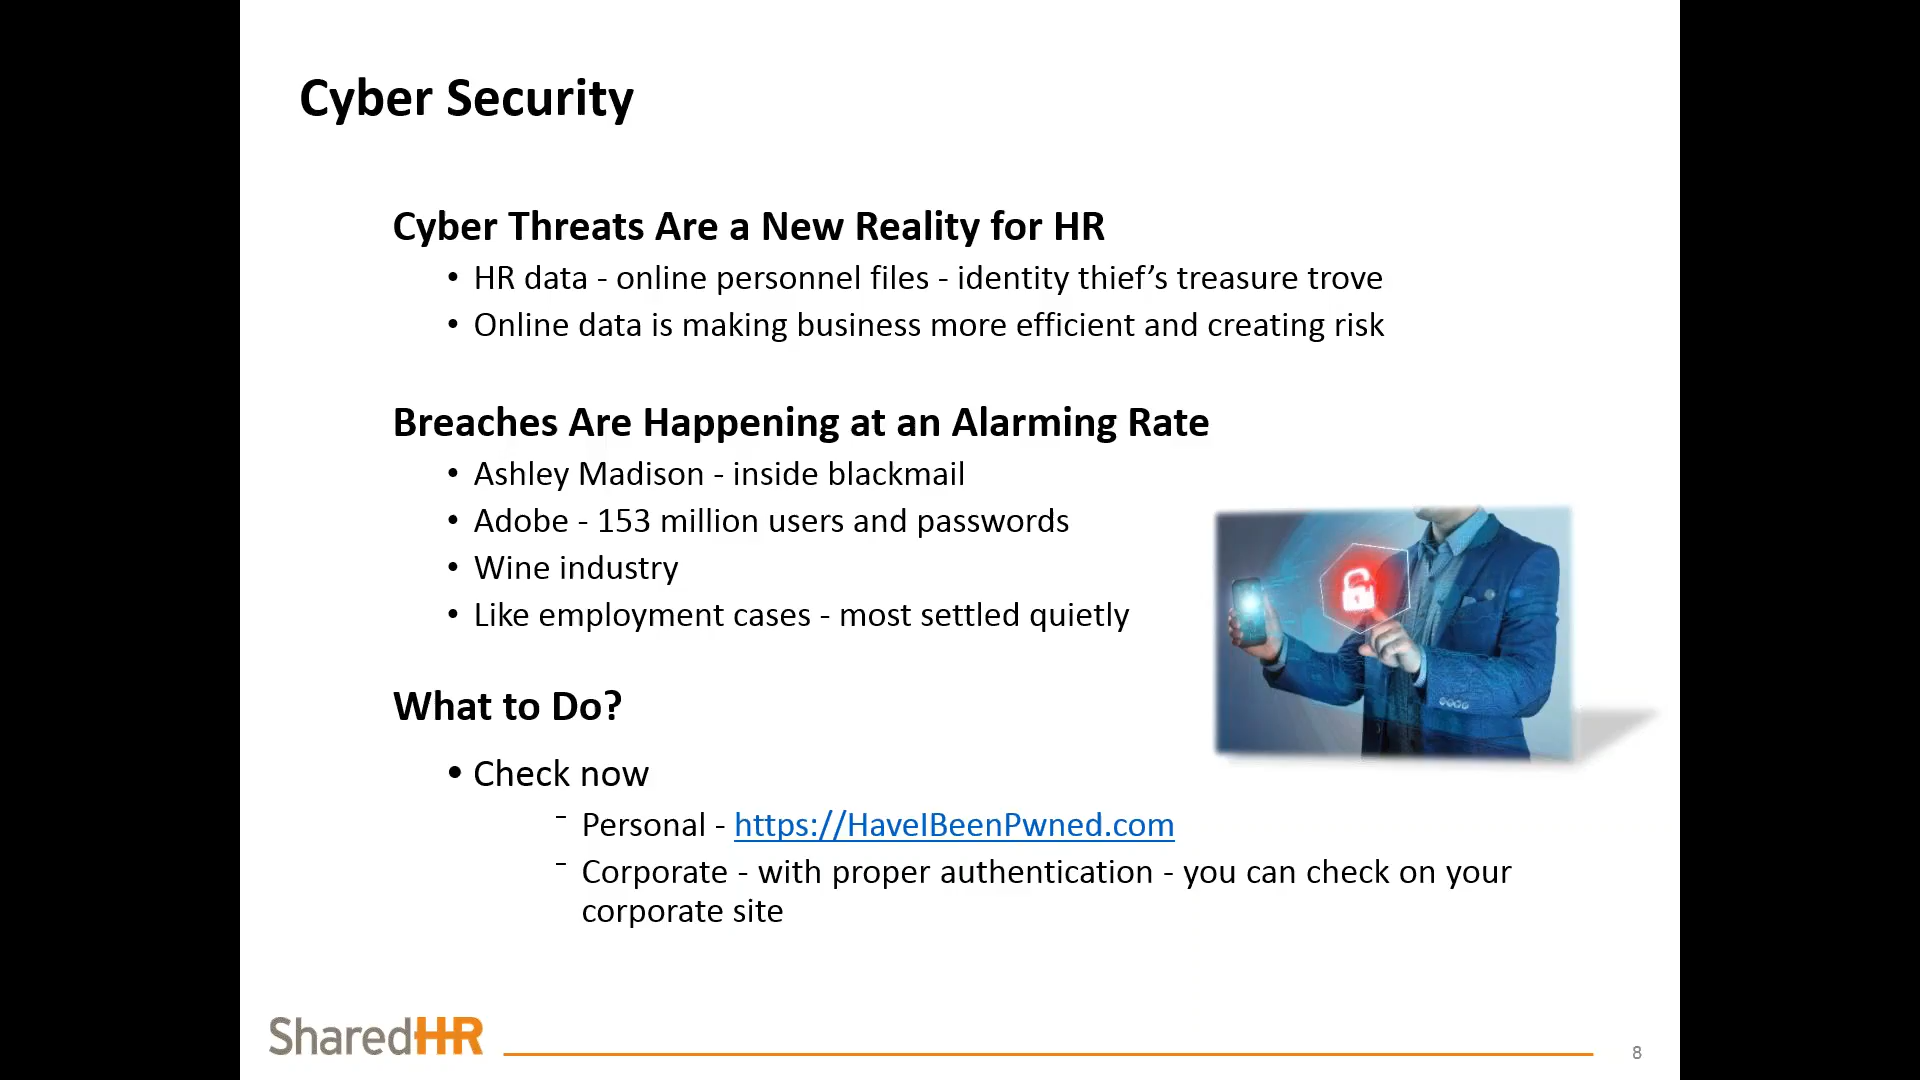 Cyber Security
Cyber Threats Are a New Reality for HR
• HR data - online personnel files - identity thief’s treasure trove
• Online data is making business more efficient and creating risk
Breaches Are Happening at an Alarming Rate
• Ashley Madison - inside blackmail
• Adobe - 153 million users and passwords
• Wine industry
• Like employment cases - most settled quietly
What to Do?
• Check now
⁻ Personal - https://HaveIBeenPwned.com
⁻ Corporate - with proper authentication - you can check on your
corporate site
SharedHR
8